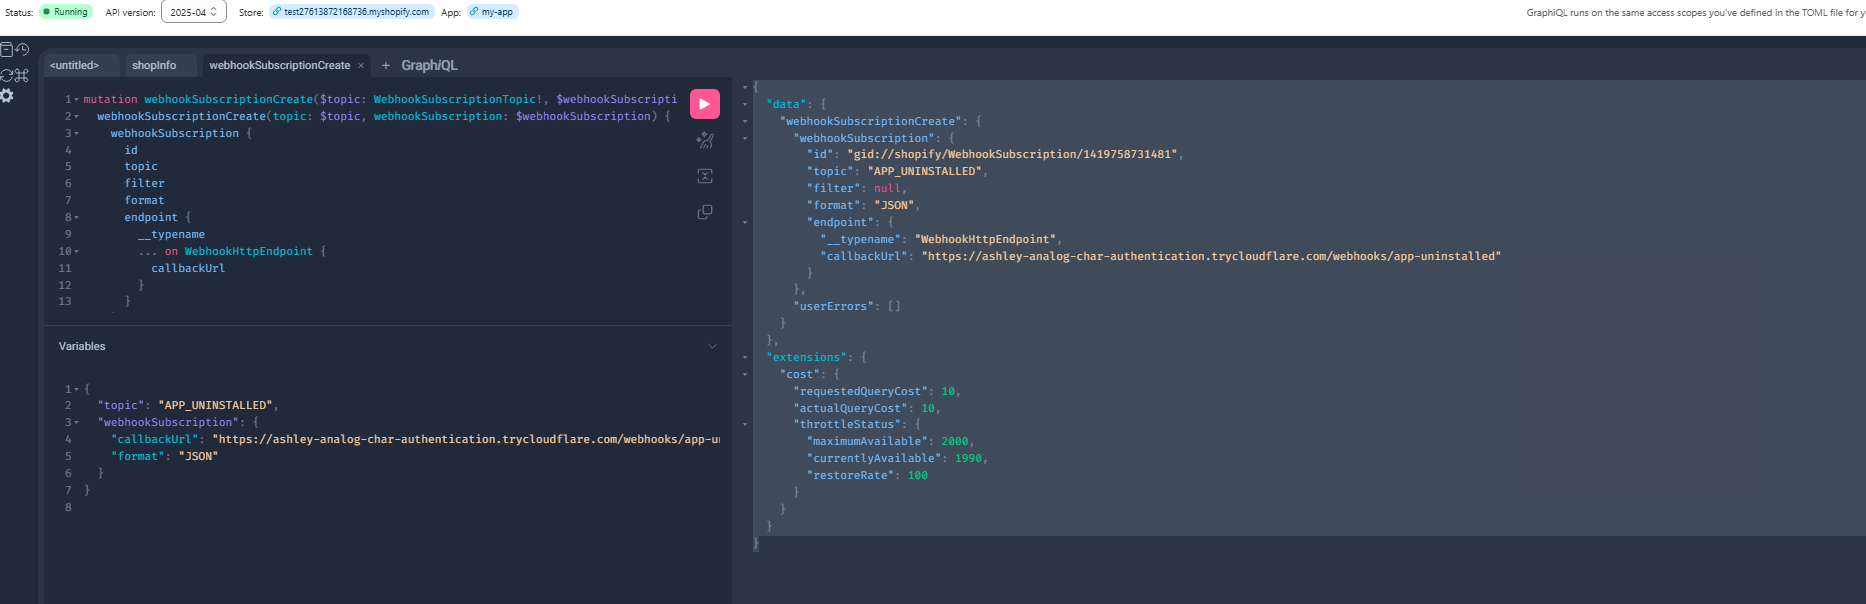 Status: Running API version: 2025-04 Store: test27613872168736.myshopify.com App: my-app GraphiQL runs on the same access scopes you've defined in the TOML file for y
<untitled> shopInfo webhookSubscriptionCreate × + GraphiQL
1 mutation webhookSubscriptionCreate($topic: WebhookSubscriptionTopic!, $webhookSubscripti
2 webhookSubscriptionCreate(topic: $topic, webhookSubscription: $webhookSubscription) {
3 webhookSubscription {
4 id
5 topic
6 filter
7 format
8 endpoint {
9 __typename
10 ... on WebhookHttpEndpoint {
11 callbackUrl
12 }
13 }
Variables
1 {
2 "topic": "APP_UNINSTALLED",
3 "webhookSubscription": {
4 "callbackUrl": "https://ashley-analog-char-authentication.trycloudflare.com/webhooks/app-u
5 "format": "JSON"
6 }
7 }
8
{
"data": {
"webhookSubscriptionCreate": {
"webhookSubscription": {
"id": "gid://shopify/WebhookSubscription/1419758731481",
"topic": "APP_UNINSTALLED",
"filter": null,
"format": "JSON",
"endpoint": {
"__typename": "WebhookHttpEndpoint",
"callbackUrl": "https://ashley-analog-char-authentication.trycloudflare.com/webhooks/app-uninstalled"
}
},
"userErrors": []
}
},
"extensions": {
"cost": {
"requestedQueryCost": 10,
"actualQueryCost": 10,
"throttleStatus": {
"maximumAvailable": 2000,
"currentlyAvailable": 1990,
"restoreRate": 100
}
}
}
}